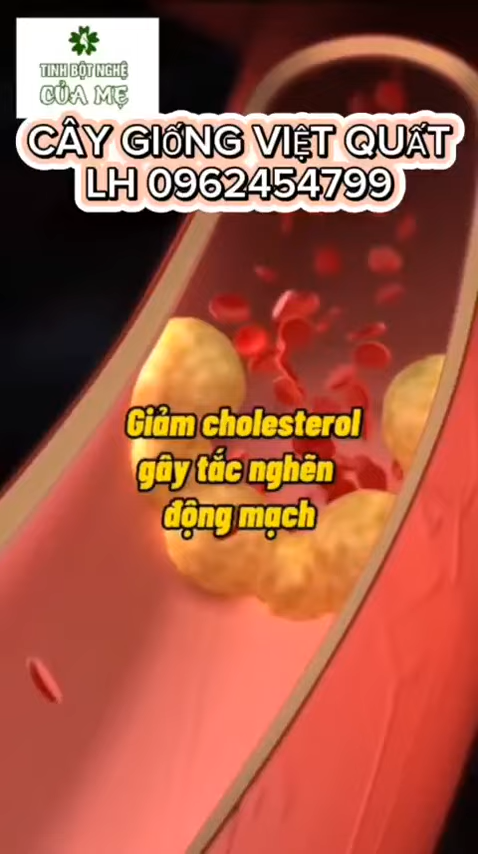 TINH BỘT NGHỆ
CỦA MẸ
CÂY GIỐNG VIỆT QUẤT
LH 0962454799
Giảm cholesterol
gây tắc nghẽn
động mạch